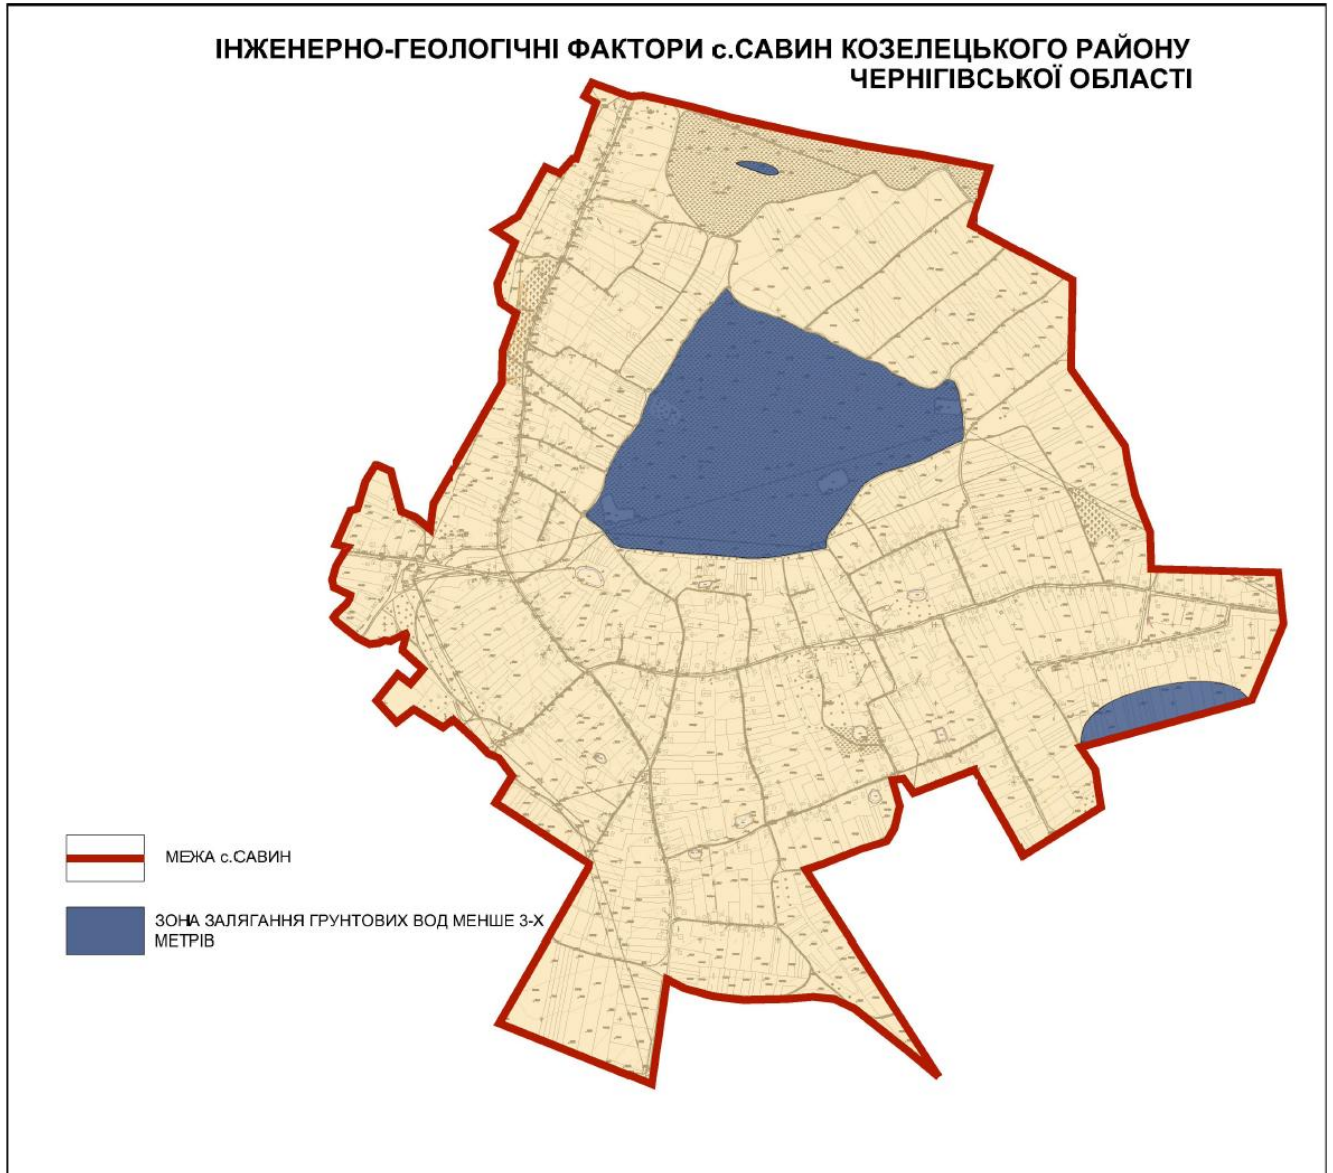 ІНЖЕНЕРНО-ГЕОЛОГІЧНІ ФАКТОРИ с.САВИН КОЗЕЛЕЦЬКОГО РАЙОНУ
ЧЕРНІГІВСЬКОЇ ОБЛАСТІ
МЕЖА с.САВИН
ЗОНА ЗАЛЯГАННЯ ГРУНТОВИХ ВОД МЕНШЕ 3-Х
МЕТРІВ